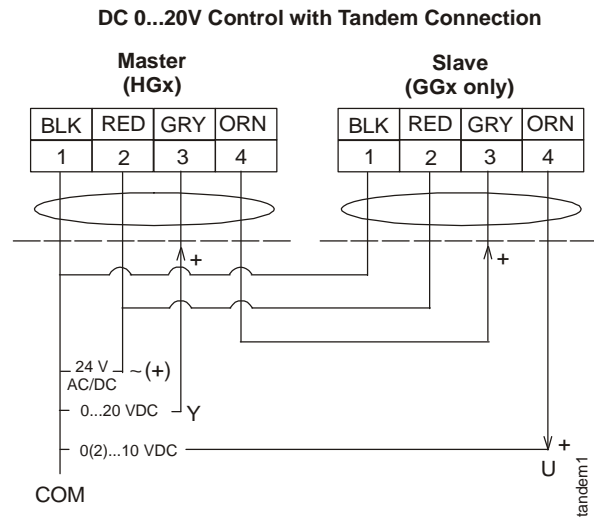 DC 0...20V Control with Tandem Connection
Master
(HGx)
Slave
(GGx only)
BLK RED GRY ORN
1 2 3 4
BLK RED GRY ORN
1 2 3 4
+
+
24 V
AC/DC
~ (+)
0...20 VDC
Y
0(2)...10 VDC
+
U
COM
tandem1